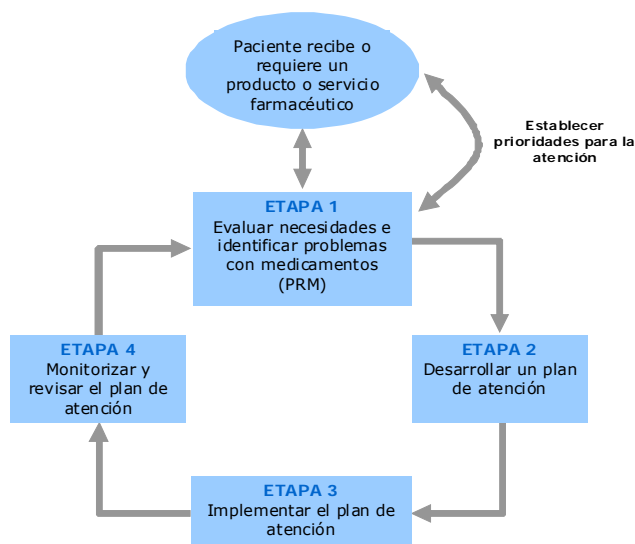 Paciente recibe o
requiere un
producto o servicio
farmacéutico
Establecer
prioridades para la
atención
ETAPA 1
Evaluar necesidades e
identificar problemas
con medicamentos
(PRM)
ETAPA 2
Desarrollar un plan
de atención
ETAPA 3
Implementar el plan de
atención
ETAPA 4
Monitorizar y
revisar el plan de
atención